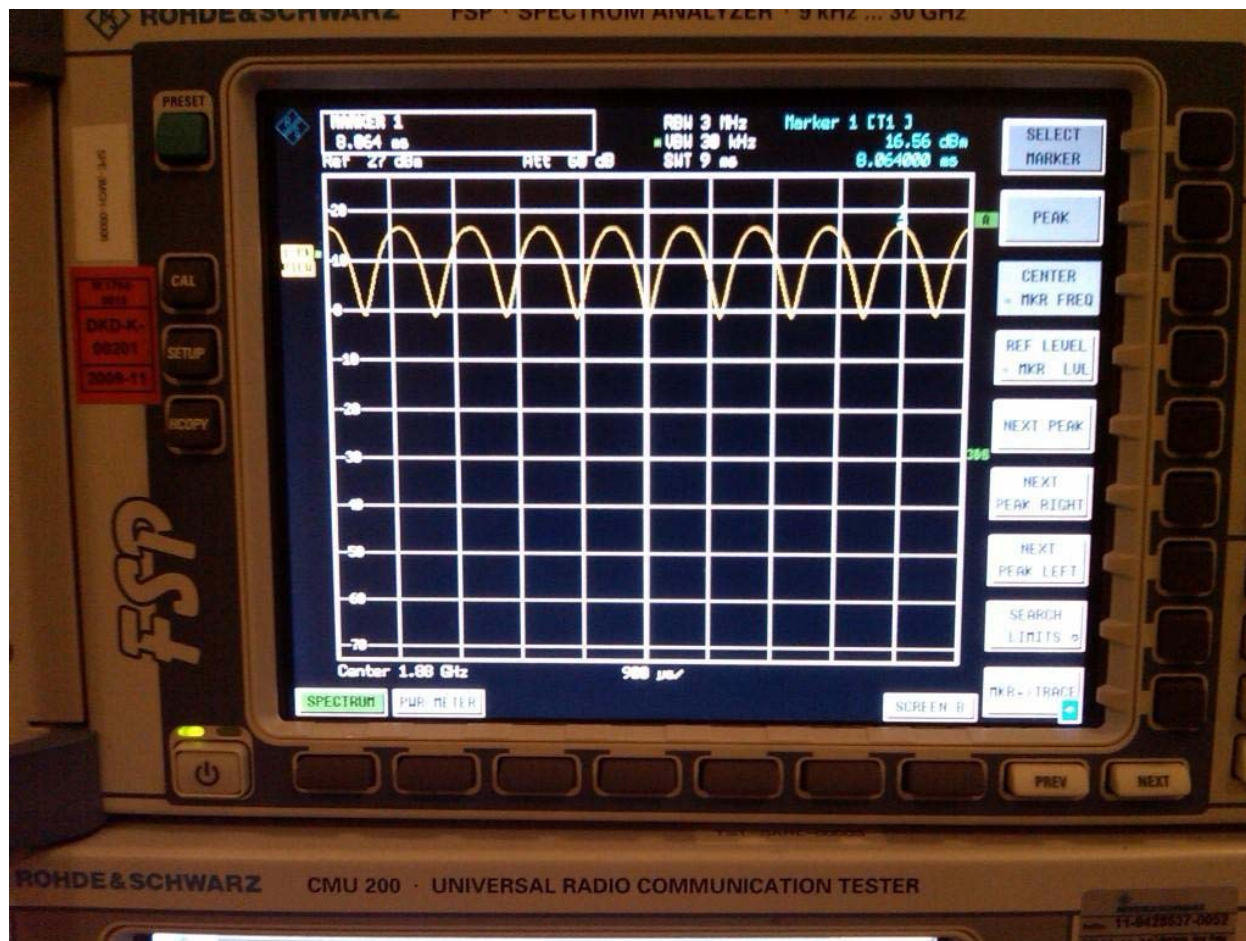 ROHDE&SCHWARZ FSP · SPECTRUM ANALYZER · 9 kHz ... 30 GHz
PRESET
MARKER 1
8.064 ms
RBW 3 MHz
Marker 1 [T1 ]
VBW 30 kHz
16.56 dBm
Ref 27 dBm
Att 60 dB
SWT 9 ms
8.064000 ms
20
10
0
-10
-20
-30
-40
-50
-60
-70
A
3DB
Center 1.88 GHz
900 µs/
SELECT
MARKER
PEAK
CENTER
= MKR FREQ
REF LEVEL
= MKR LVL
NEXT PEAK
NEXT
PEAK RIGHT
NEXT
PEAK LEFT
SEARCH
LIMITS
MKR->TRACE
SPECTRUM
PWR METER
SCREEN B
CAL
SETUP
HCOPY
DKD-K-
00201
2009-11
FSP
PREV
NEXT
ROHDE&SCHWARZ CMU 200 · UNIVERSAL RADIO COMMUNICATION TESTER